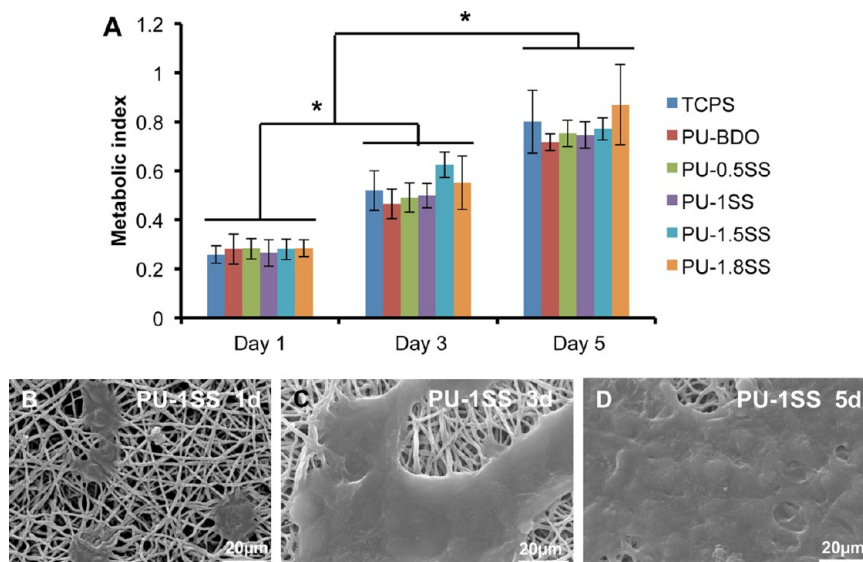 A
*
*
Metabolic index
1.2
1
0.8
0.6
0.4
0.2
0
Day 1 Day 3 Day 5
TCPS
PU-BDO
PU-0.5SS
PU-1SS
PU-1.5SS
PU-1.8SS
B PU-1SS 1d
20μm
C PU-1SS 3d
20μm
D PU-1SS 5d
20μm